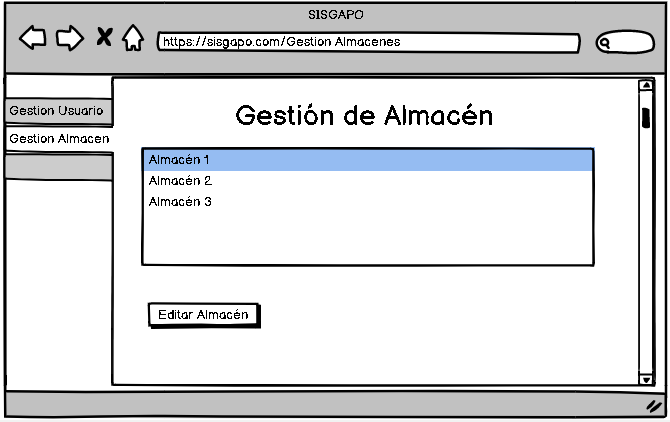 SISGAPO
https://sisgapo.com/Gestion Almacenes
Gestion Usuario
Gestion Almacen
Gestión de Almacén
Almacén 1
Almacén 2
Almacén 3
Editar Almacén